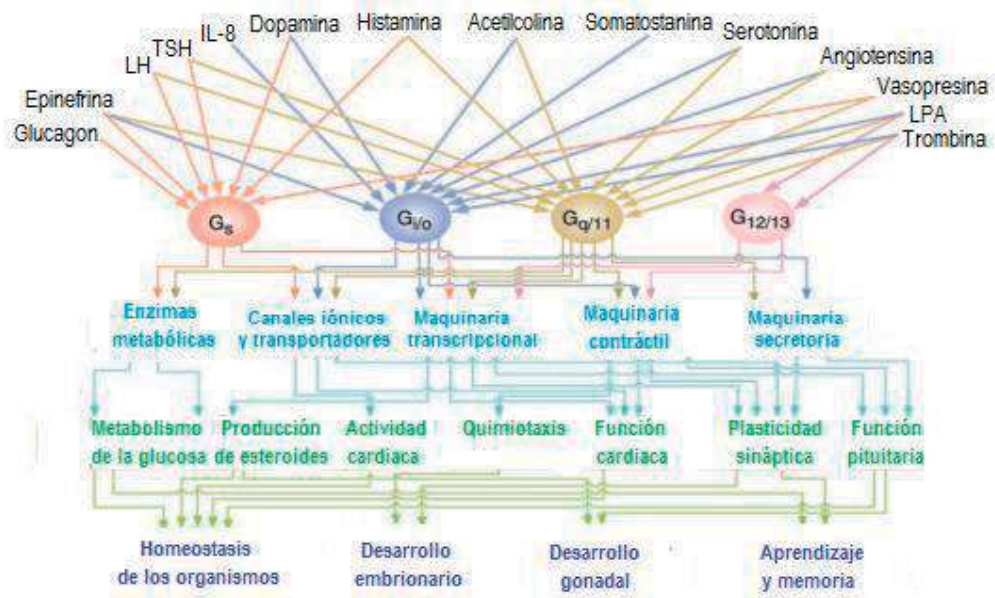 Epinefrina
Glucagon
LH
TSH
IL-8
Dopamina
Histamina
Acetilcolina
Somatostanina
Serotonina
Angiotensina
Vasopresina
LPA
Trombina
Gs
Gi/o
Gq/11
G12/13
Enzimas
metabólicas
Canales iónicos
y transportadores
Maquinaria
transcripcional
Maquinaria
contráctil
Maquinaria
secretoria
Metabolismo
de la glucosa
Producción
de esteroides
Actividad
cardiaca
Quimiotaxis
Función
cardiaca
Plasticidad
sináptica
Función
pituitaria
Homeostasis
de los organismos
Desarrollo
embrionario
Desarrollo
gonadal
Aprendizaje
y memoria